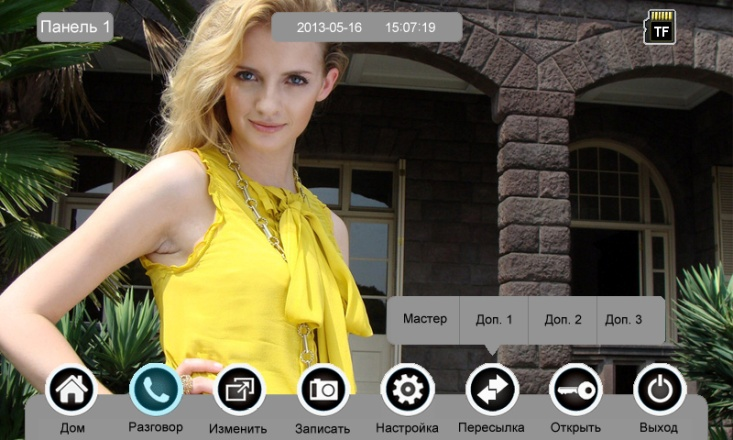 Панель 1
2013-05-16 15:07:19
TF
Мастер Доп. 1 Доп. 2 Доп. 3
Дом Разговор Изменить Записать Настройка Пересылка Открыть Выход